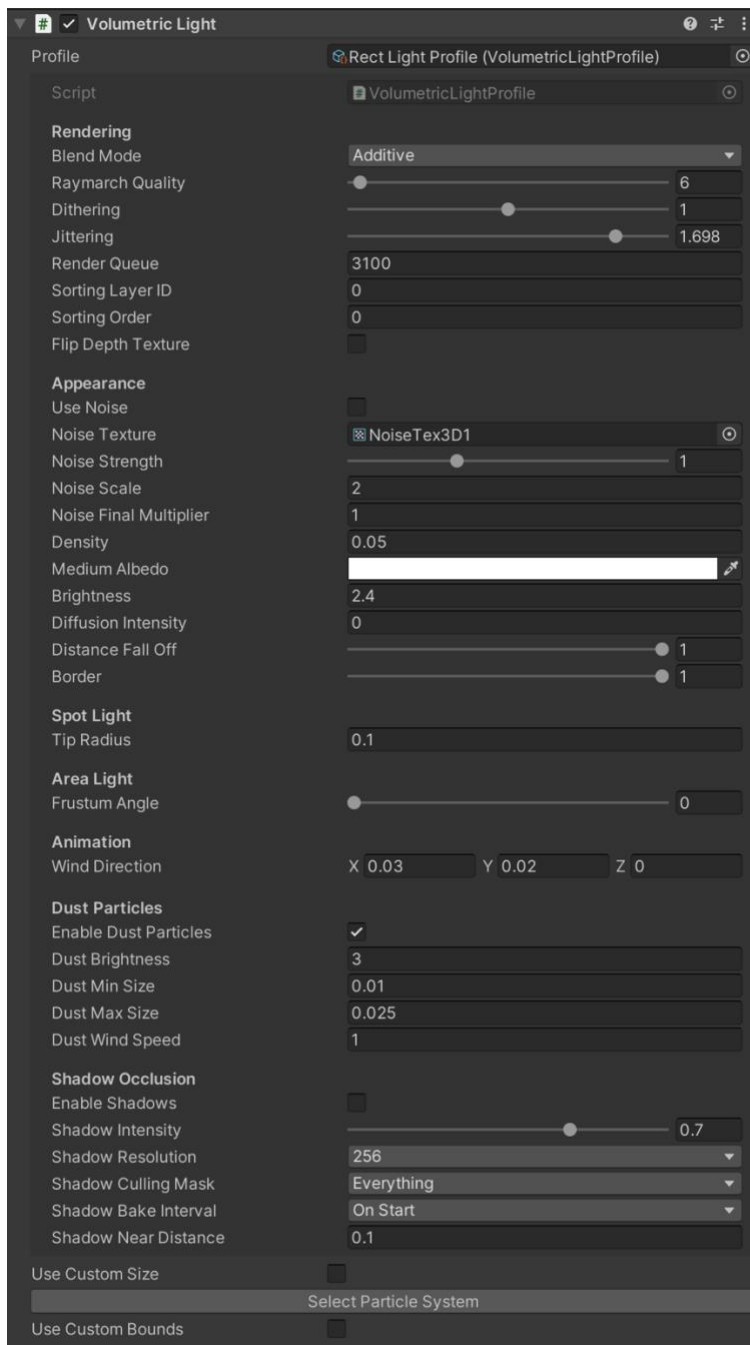 Volumetric Light
Profile Rect Light Profile (VolumetricLightProfile)
Script VolumetricLightProfile
Rendering
Blend Mode Additive
Raymarch Quality 6
Dithering 1
Jittering 1.698
Render Queue 3100
Sorting Layer ID 0
Sorting Order 0
Flip Depth Texture
Appearance
Use Noise
Noise Texture NoiseTex3D1
Noise Strength 1
Noise Scale 2
Noise Final Multiplier 1
Density 0.05
Medium Albedo
Brightness 2.4
Diffusion Intensity 0
Distance Fall Off 1
Border 1
Spot Light
Tip Radius 0.1
Area Light
Frustum Angle 0
Animation
Wind Direction X 0.03 Y 0.02 Z 0
Dust Particles
Enable Dust Particles
Dust Brightness 3
Dust Min Size 0.01
Dust Max Size 0.025
Dust Wind Speed 1
Shadow Occlusion
Enable Shadows
Shadow Intensity 0.7
Shadow Resolution 256
Shadow Culling Mask Everything
Shadow Bake Interval On Start
Shadow Near Distance 0.1
Use Custom Size
Select Particle System
Use Custom Bounds